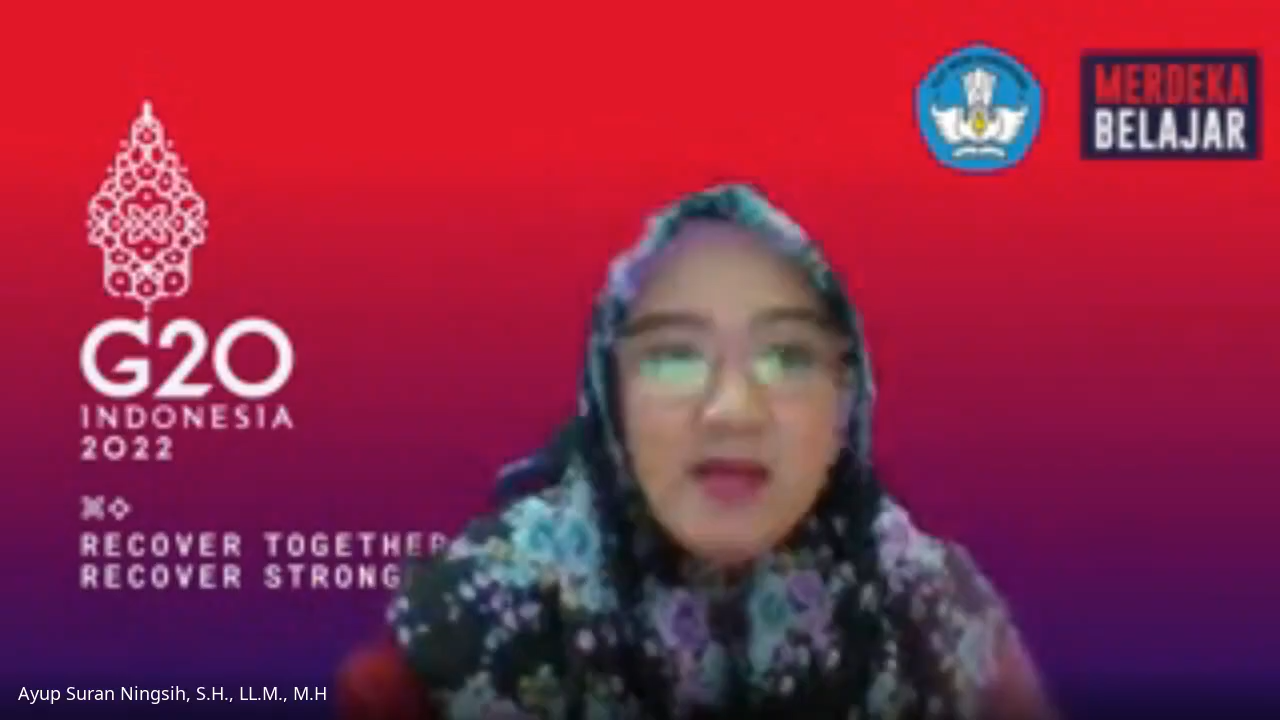 MERDEKA
BELAJAR
G20
INDONESIA
2022
RECOVER TOGETHER
RECOVER STRONG
Ayup Suran Ningsih, S.H., LL.M., M.H